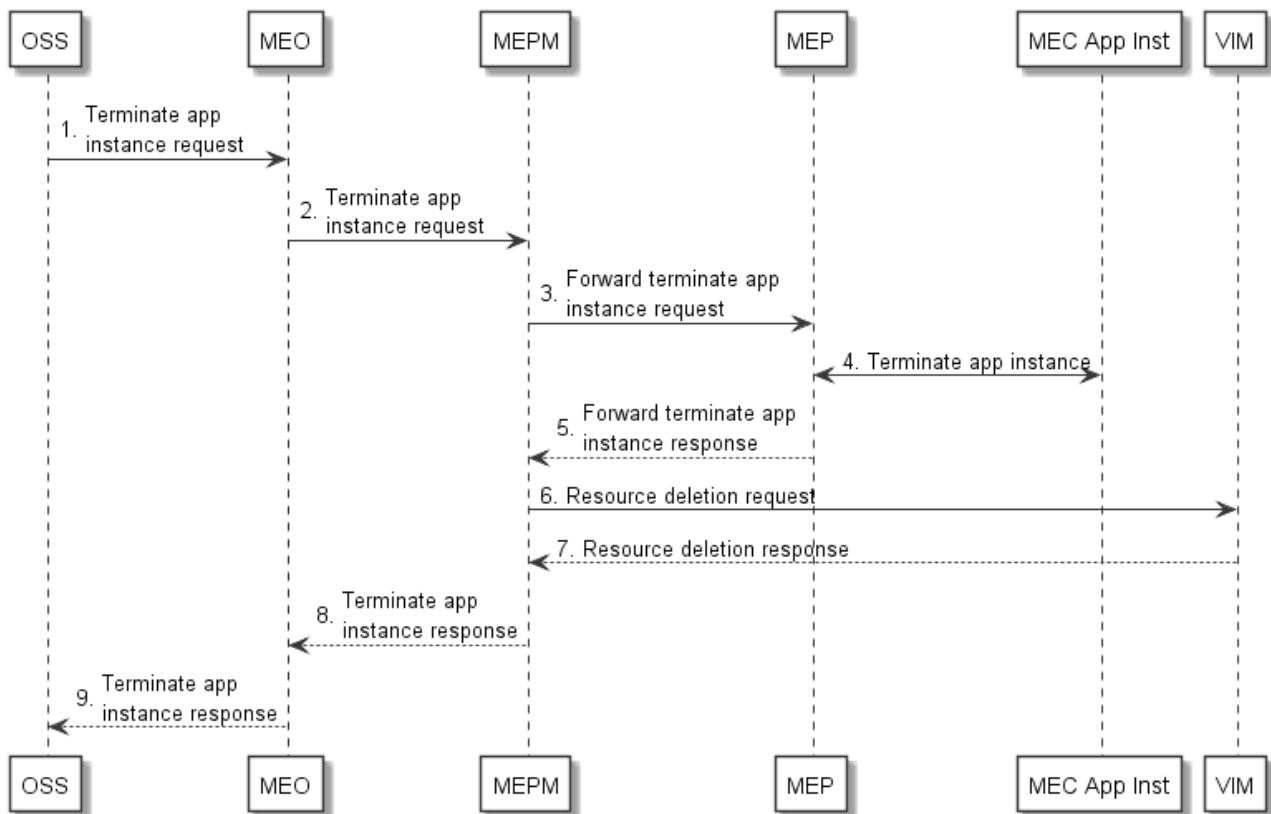 OSS
MEO
MEPM
MEP
MEC App Inst
VIM
1. Terminate app
instance request
2. Terminate app
instance request
3. Forward terminate app
instance request
4. Terminate app instance
5. Forward terminate app
instance response
6. Resource deletion request
7. Resource deletion response
8. Terminate app
instance response
9. Terminate app
instance response
OSS
MEO
MEPM
MEP
MEC App Inst
VIM